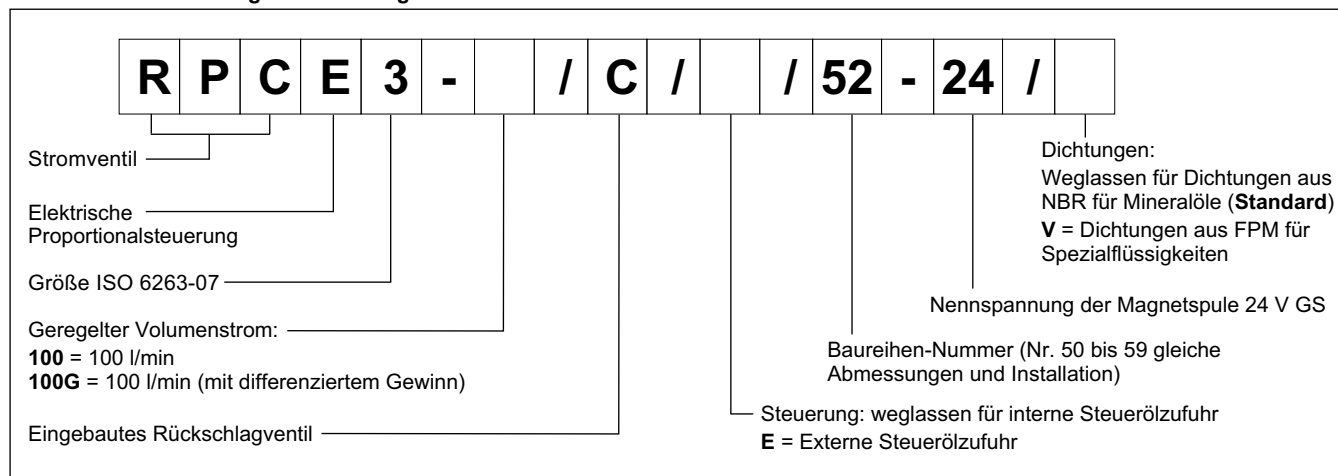 R P C E 3 - / C / / 52 - 24 /
Stromventil
Elektrische
Proportionalsteuerung
Größe ISO 6263-07
Geregelter Volumenstrom:
100 = 100 l/min
100G = 100 l/min (mit differenziertem Gewinn)
Eingebautes Rückschlagventil
Dichtungen:
Weglassen für Dichtungen aus
NBR für Mineralöle (Standard)
V = Dichtungen aus FPM für
Spezialflüssigkeiten
Nennspannung der Magnetspule 24 V GS
Baureihen-Nummer (Nr. 50 bis 59 gleiche
Abmessungen und Installation)
Steuerung: weglassen für interne Steuerölzufuhr
E = Externe Steuerölzufuhr